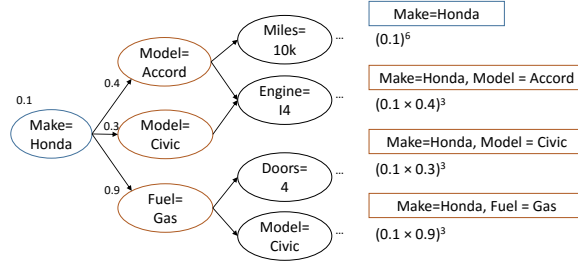 0.1
Make=
Honda
0.4
0.3
0.9
Model=
Accord
Model=
Civic
Fuel=
Gas
Miles=
10k
...
Engine=
I4
...
Doors=
4
...
Model=
Civic
...
Make=Honda
(0.1)⁶
Make=Honda, Model = Accord
(0.1 × 0.4)³
Make=Honda, Model = Civic
(0.1 × 0.3)³
Make=Honda, Fuel = Gas
(0.1 × 0.9)³